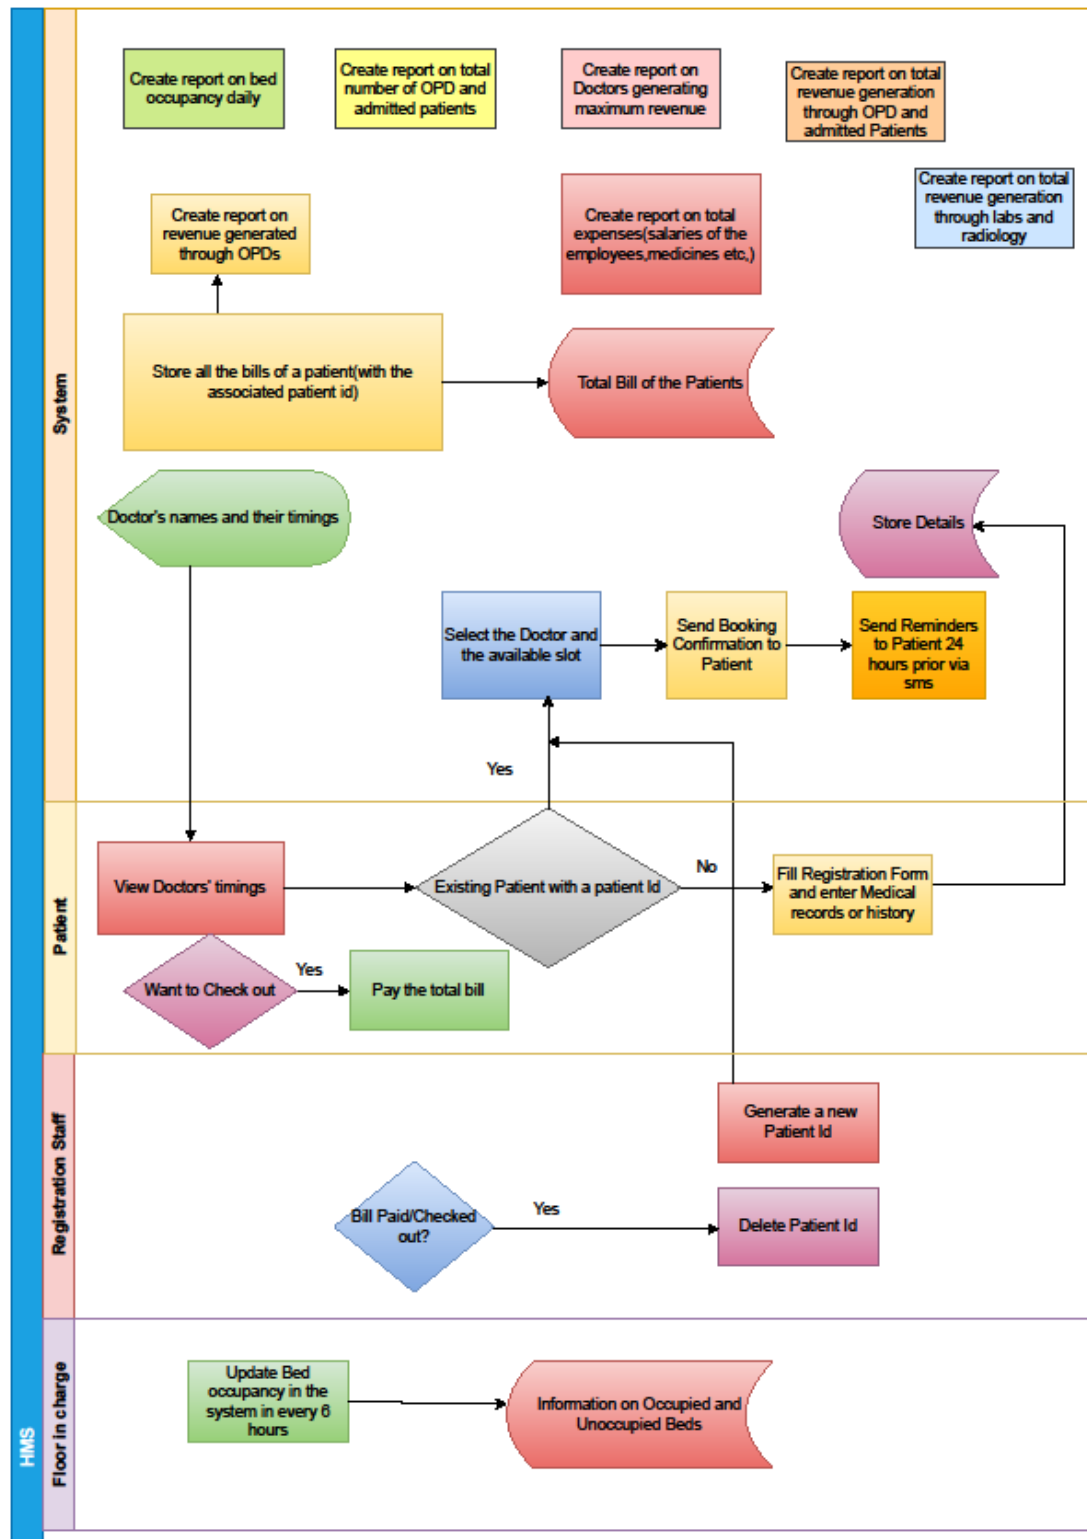 HMS
System
Create report on bed
occupancy daily
Create report on total
number of OPD and
admitted patients
Create report on
Doctors generating
maximum revenue
Create report on total
revenue generation
through OPD and
admitted Patients
Create report on total
revenue generation
through labs and
radiology
Create report on
revenue generated
through OPDs
Create report on total
expenses(salaries of the
employees,medicines etc,)
Store all the bills of a patient(with the
associated patient id)
Total Bill of the Patients
Doctor's names and their timings
Store Details
Select the Doctor and
the available slot
Send Booking
Confirmation to
Patient
Send Reminders
to Patient 24
hours prior via
sms
Yes
Patient
View Doctors' timings
Existing Patient with a patient Id
No
Fill Registration Form
and enter Medical
records or history
Want to Check out
Yes
Pay the total bill
Registration Staff
Generate a new
Patient Id
Bill Paid/Checked
out?
Yes
Delete Patient Id
Floor in charge
Update Bed
occupancy in the
system in every 6
hours
Information on Occupied and
Unoccupied Beds